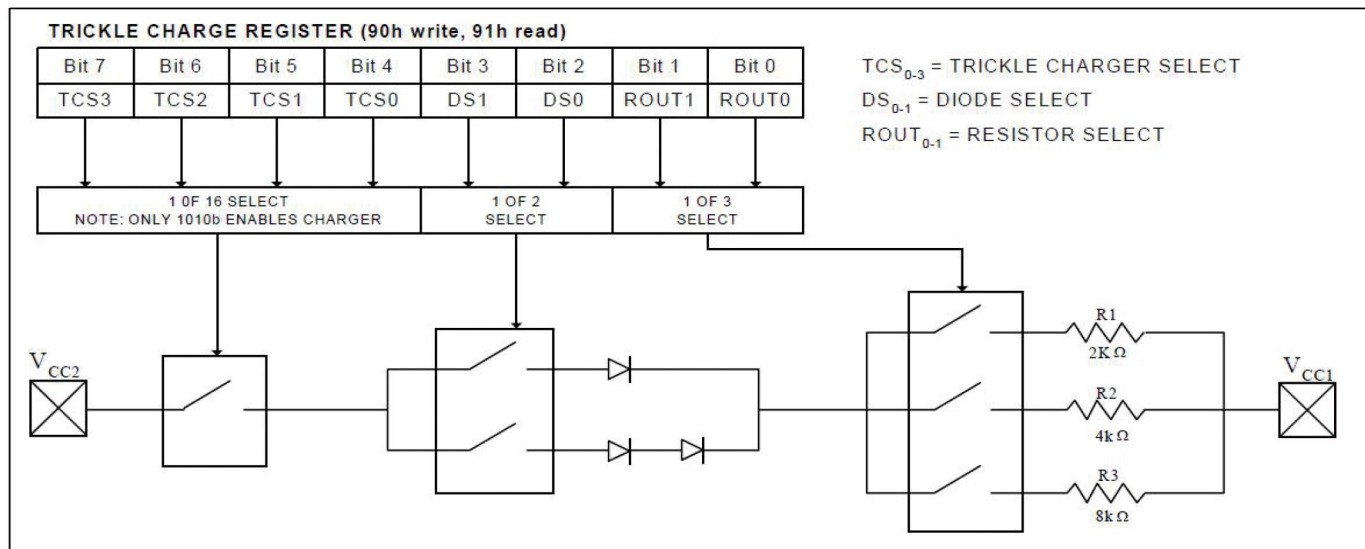 TRICKLE CHARGE REGISTER (90h write, 91h read)
Bit 7 Bit 6 Bit 5 Bit 4 Bit 3 Bit 2 Bit 1 Bit 0
TCS3 TCS2 TCS1 TCS0 DS1 DS0 ROUT1 ROUT0
TCS0-3 = TRICKLE CHARGER SELECT
DS0-1 = DIODE SELECT
ROUT0-1 = RESISTOR SELECT
1 0F 16 SELECT
NOTE: ONLY 1010b ENABLES CHARGER
1 OF 2
SELECT
1 OF 3
SELECT
VCC2
R1
2K Ω
R2
4k Ω
R3
8k Ω
VCC1